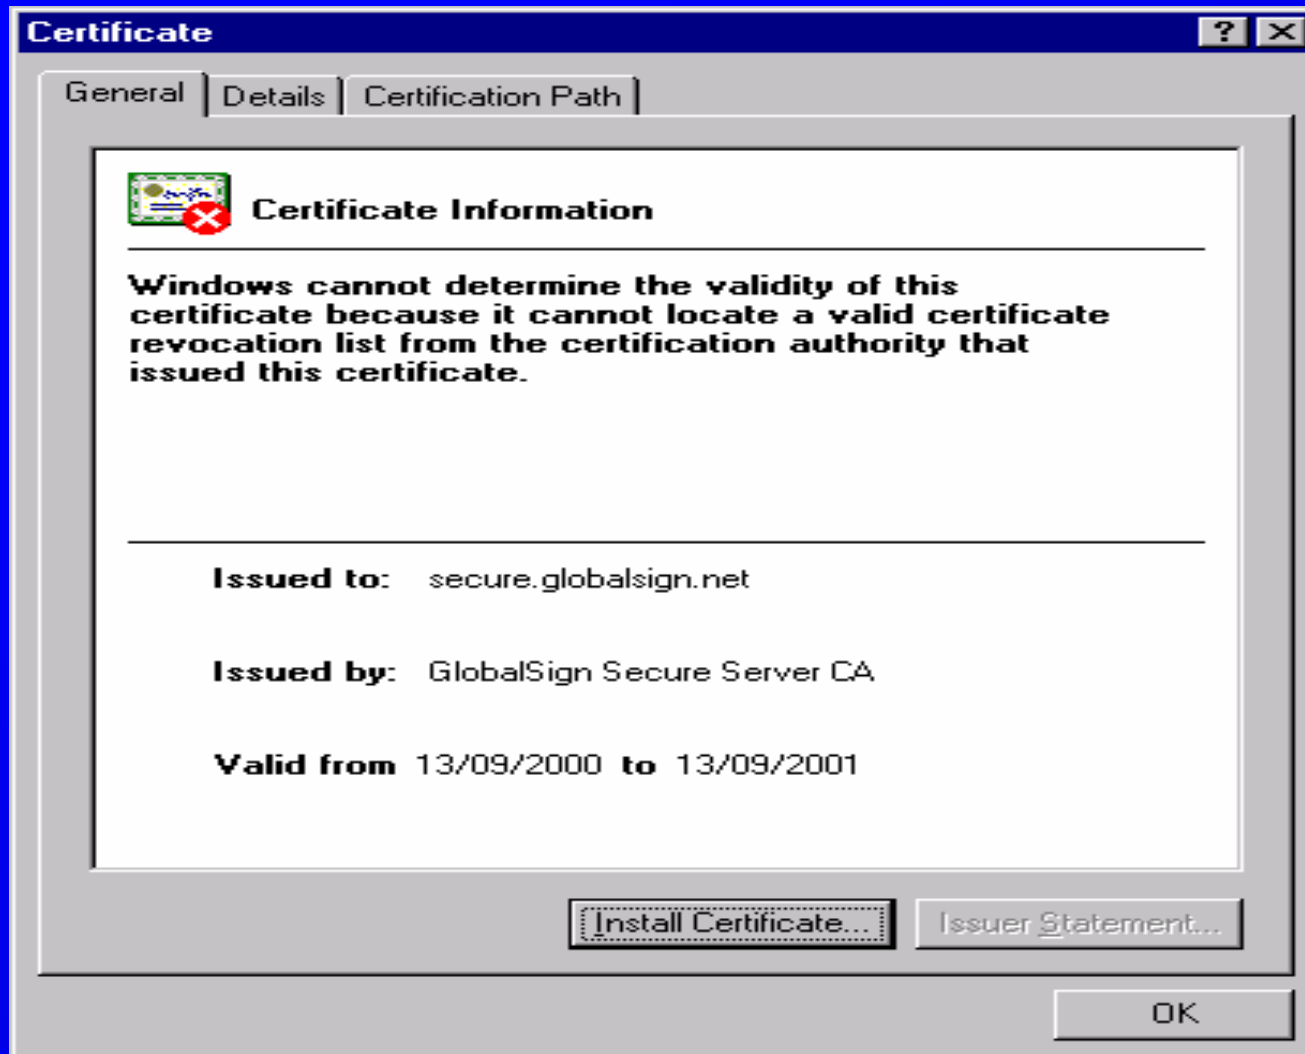 Certificate
?
General Details Certification Path
Certificate Information
Windows cannot determine the validity of this
certificate because it cannot locate a valid certificate
revocation list from the certification authority that
issued this certificate.
Issued to: secure.globalsign.net
Issued by: GlobalSign Secure Server CA
Valid from 13/09/2000 to 13/09/2001
Install Certificate... Issuer Statement...
OK